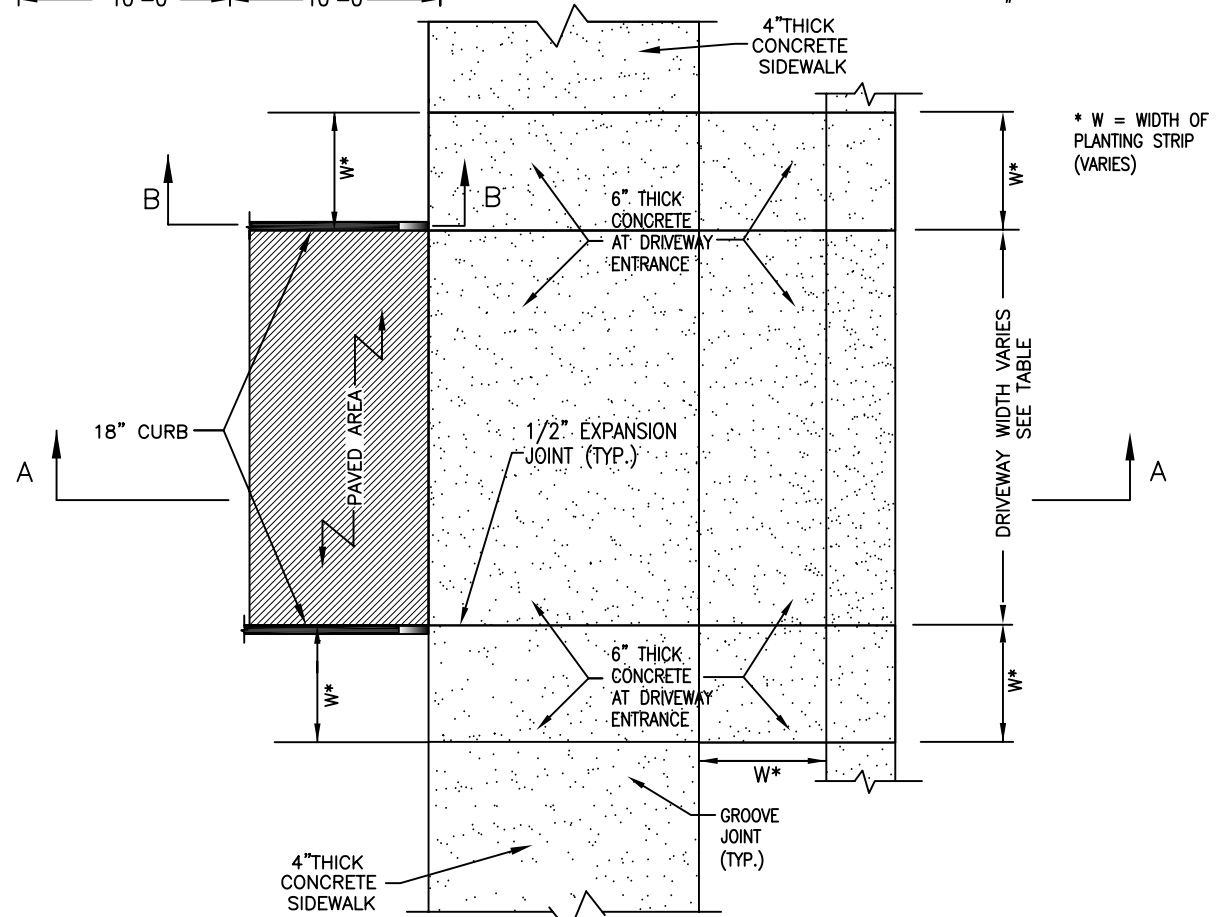 4"THICK
CONCRETE
SIDEWALK
* W = WIDTH OF
PLANTING STRIP
(VARIES)
W*
W*
B
B
6" THICK
CONCRETE
AT DRIVEWAY
ENTRANCE
DRIVEWAY WIDTH VARIES
SEE TABLE
PAVED AREA
18" CURB
1/2" EXPANSION
JOINT (TYP.)
A
A
6" THICK
CONCRETE
AT DRIVEWAY
ENTRANCE
W*
W*
W*
GROOVE
JOINT
(TYP.)
4"THICK
CONCRETE
SIDEWALK